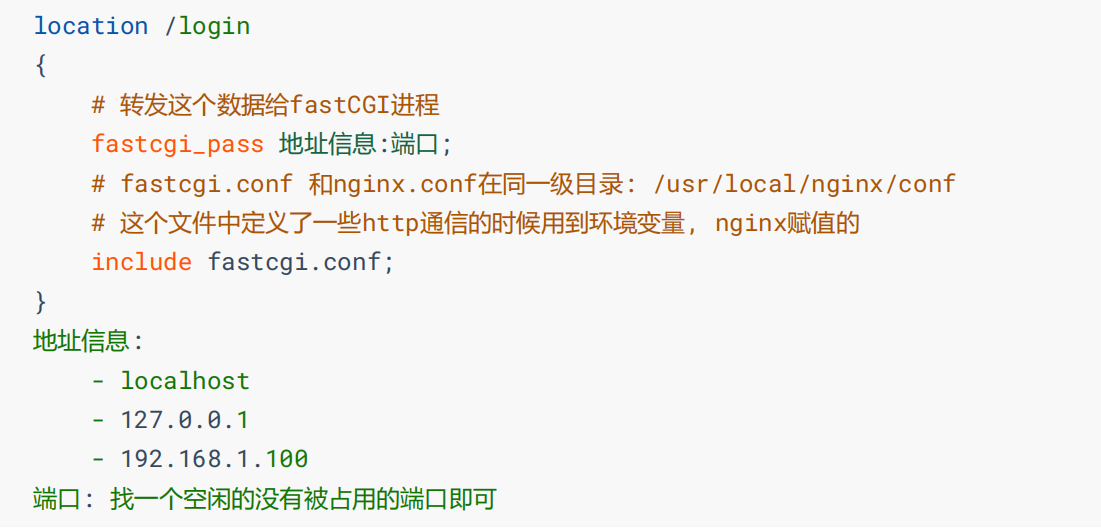 location /login
{
    # 转发这个数据给fastCGI进程
    fastcgi_pass 地址信息:端口;
    # fastcgi.conf 和nginx.conf在同一级目录: /usr/local/nginx/conf
    # 这个文件中定义了一些http通信的时候用到环境变量, nginx赋值的
    include fastcgi.conf;
}
地址信息:
    - localhost
    - 127.0.0.1
    - 192.168.1.100
端口: 找一个空闲的没有被占用的端口即可